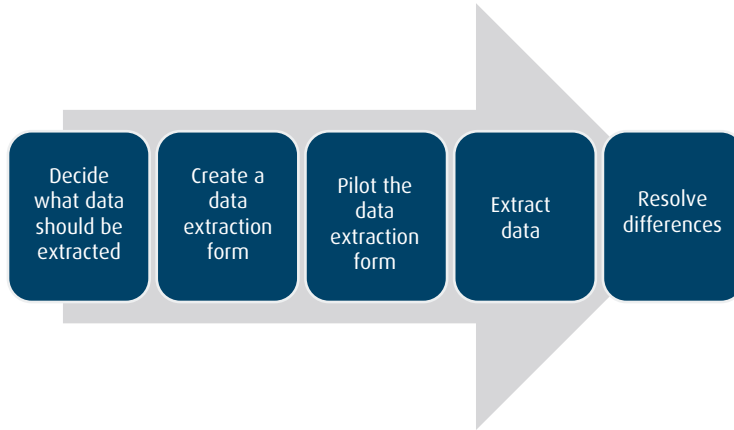 Decide
what data
should be
extracted
Create a
data
extraction
form
Pilot the
data
extraction
form
Extract
data
Resolve
differences